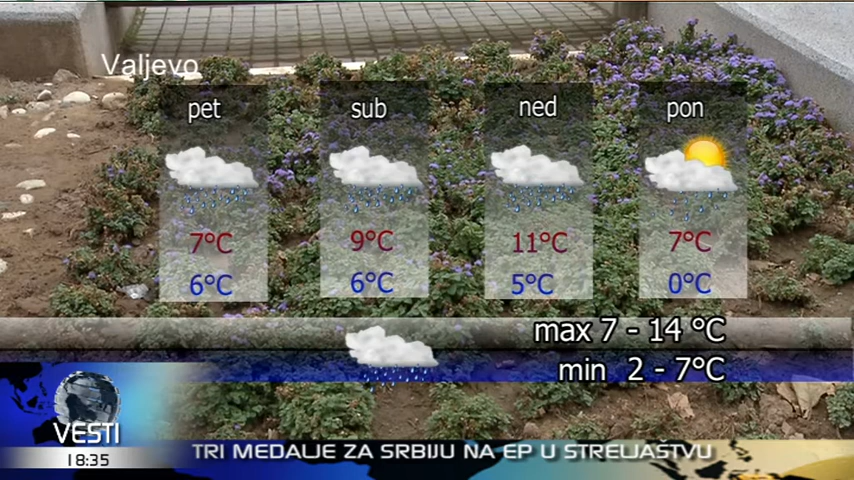 Valjevo
pet sub ned pon
7°C 9°C 11°C 7°C
6°C 6°C 5°C 0°C
max 7 - 14 °C
min 2 - 7°C
VESTI
18:35
TRI MEDALJE ZA SRBIJU NA EP U STRELJAŠTVU